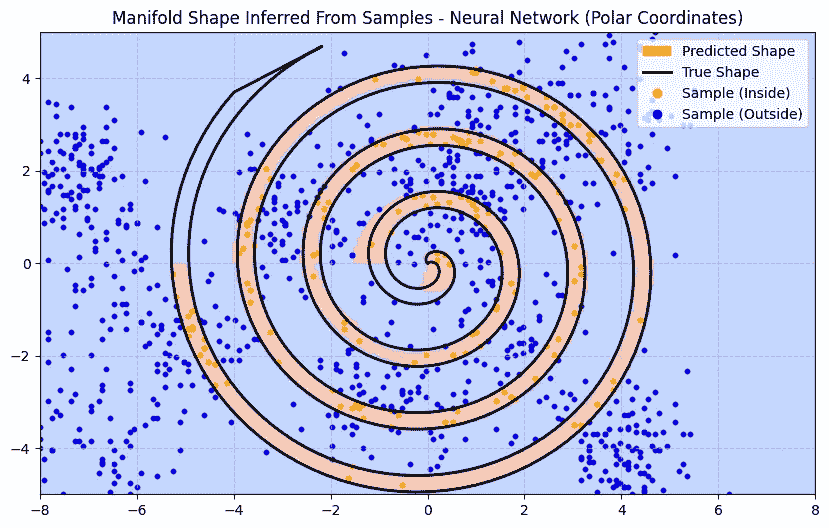 Manifold Shape Inferred From Samples - Neural Network (Polar Coordinates)
Predicted Shape
True Shape
Sample (Inside)
Sample (Outside)
4
2
0
−2
−4
−8 −6 −4 −2 0 2 4 6 8